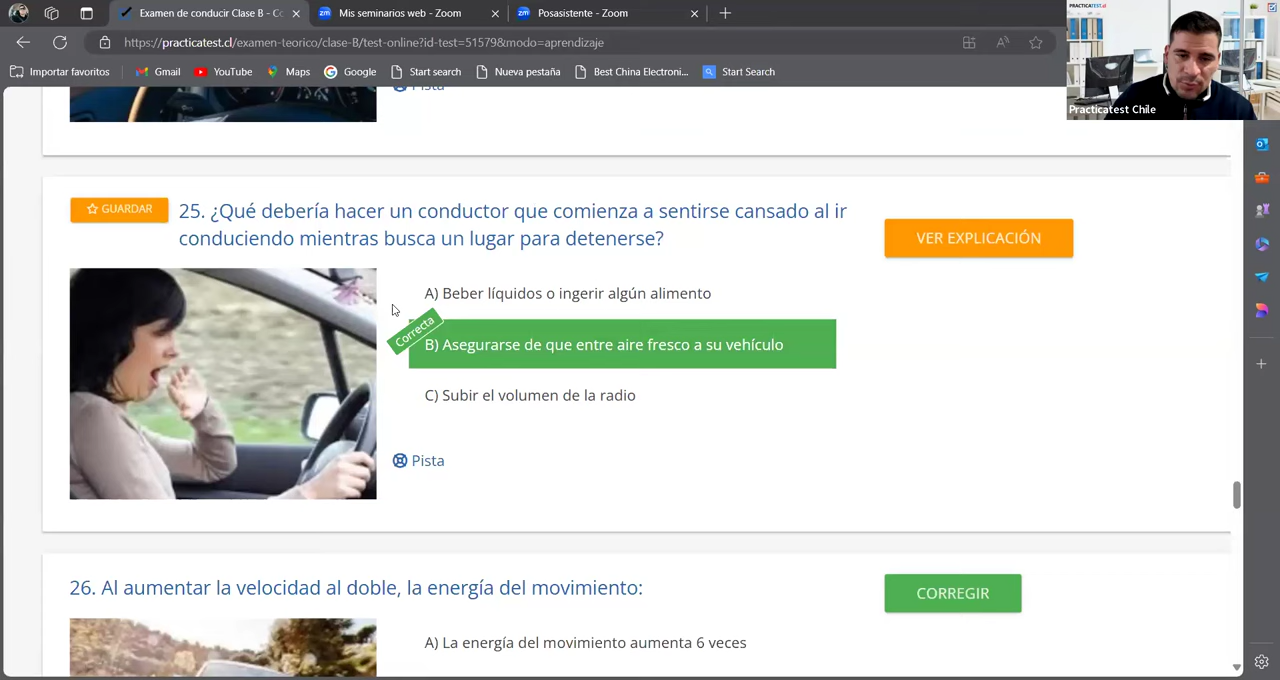 Examen de conducir Clase B - Co
Mis seminarios web - Zoom
Posasistente - Zoom
https://practicatest.cl/examen-teorico/clase-B/test-online?id-test=51579&modo=aprendizaje
Importar favoritos
Gmail
YouTube
Maps
Google
Start search
Nueva pestaña
Best China Electroni...
Start Search
PRACTICATEST.cl
Practicatest Chile
Pista
GUARDAR
25. ¿Qué debería hacer un conductor que comienza a sentirse cansado al ir
conduciendo mientras busca un lugar para detenerse?
VER EXPLICACIÓN
A) Beber líquidos o ingerir algún alimento
Correcta
B) Asegurarse de que entre aire fresco a su vehículo
C) Subir el volumen de la radio
Pista
26. Al aumentar la velocidad al doble, la energía del movimiento:
CORREGIR
A) La energía del movimiento aumenta 6 veces